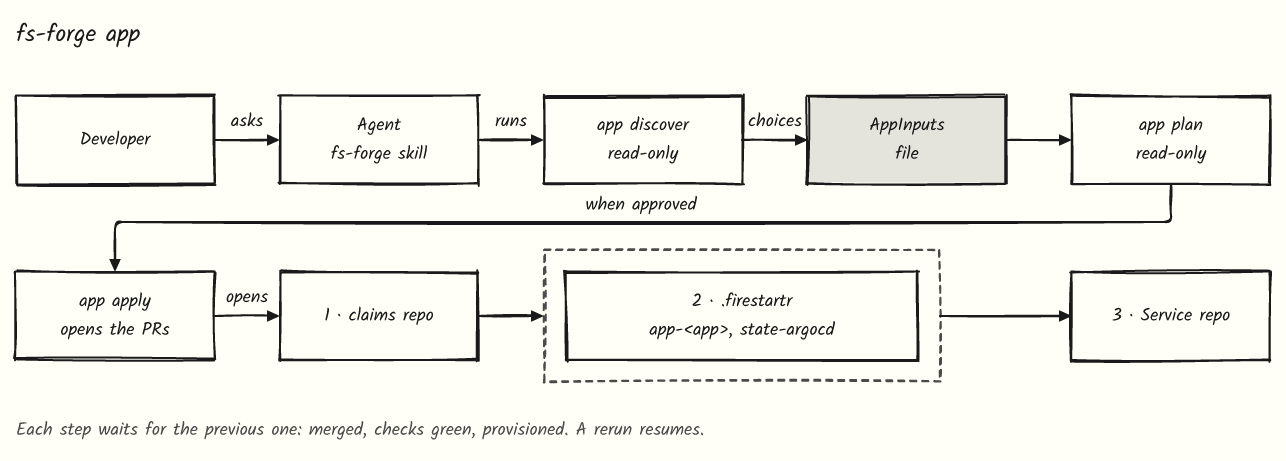 fs-forge app
Developer
asks
Agent
fs-forge skill
runs
app discover
read-only
choices
AppInputs
file
app plan
read-only
when approved
app apply
opens the PRs
opens
1 · claims repo
2 · .firestartr
app-<app>, state-argocd
3 · Service repo
Each step waits for the previous one: merged, checks green, provisioned. A rerun resumes.